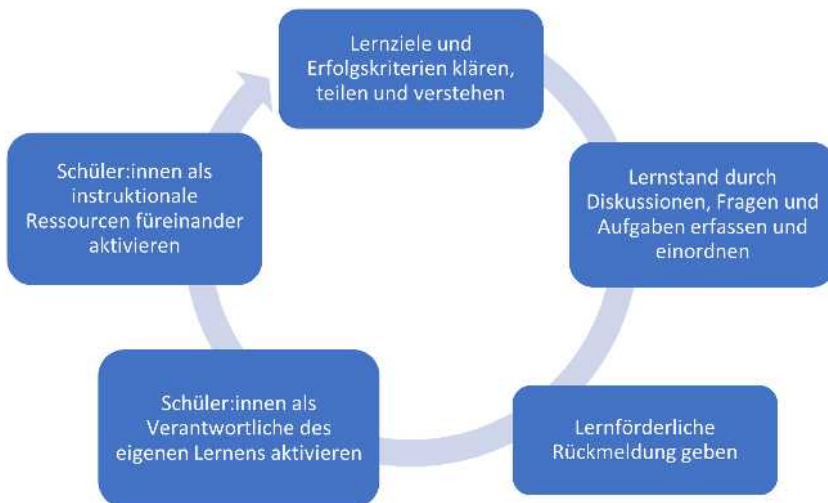 Lernziele und
Erfolgskriterien klären,
teilen und verstehen
Lernstand durch
Diskussionen, Fragen und
Aufgaben erfassen und
einordnen
Lernförderliche
Rückmeldung geben
Schüler:innen als
Verantwortliche des
eigenen Lernens aktivieren
Schüler:innen als
instruktionale
Ressourcen füreinander
aktivieren